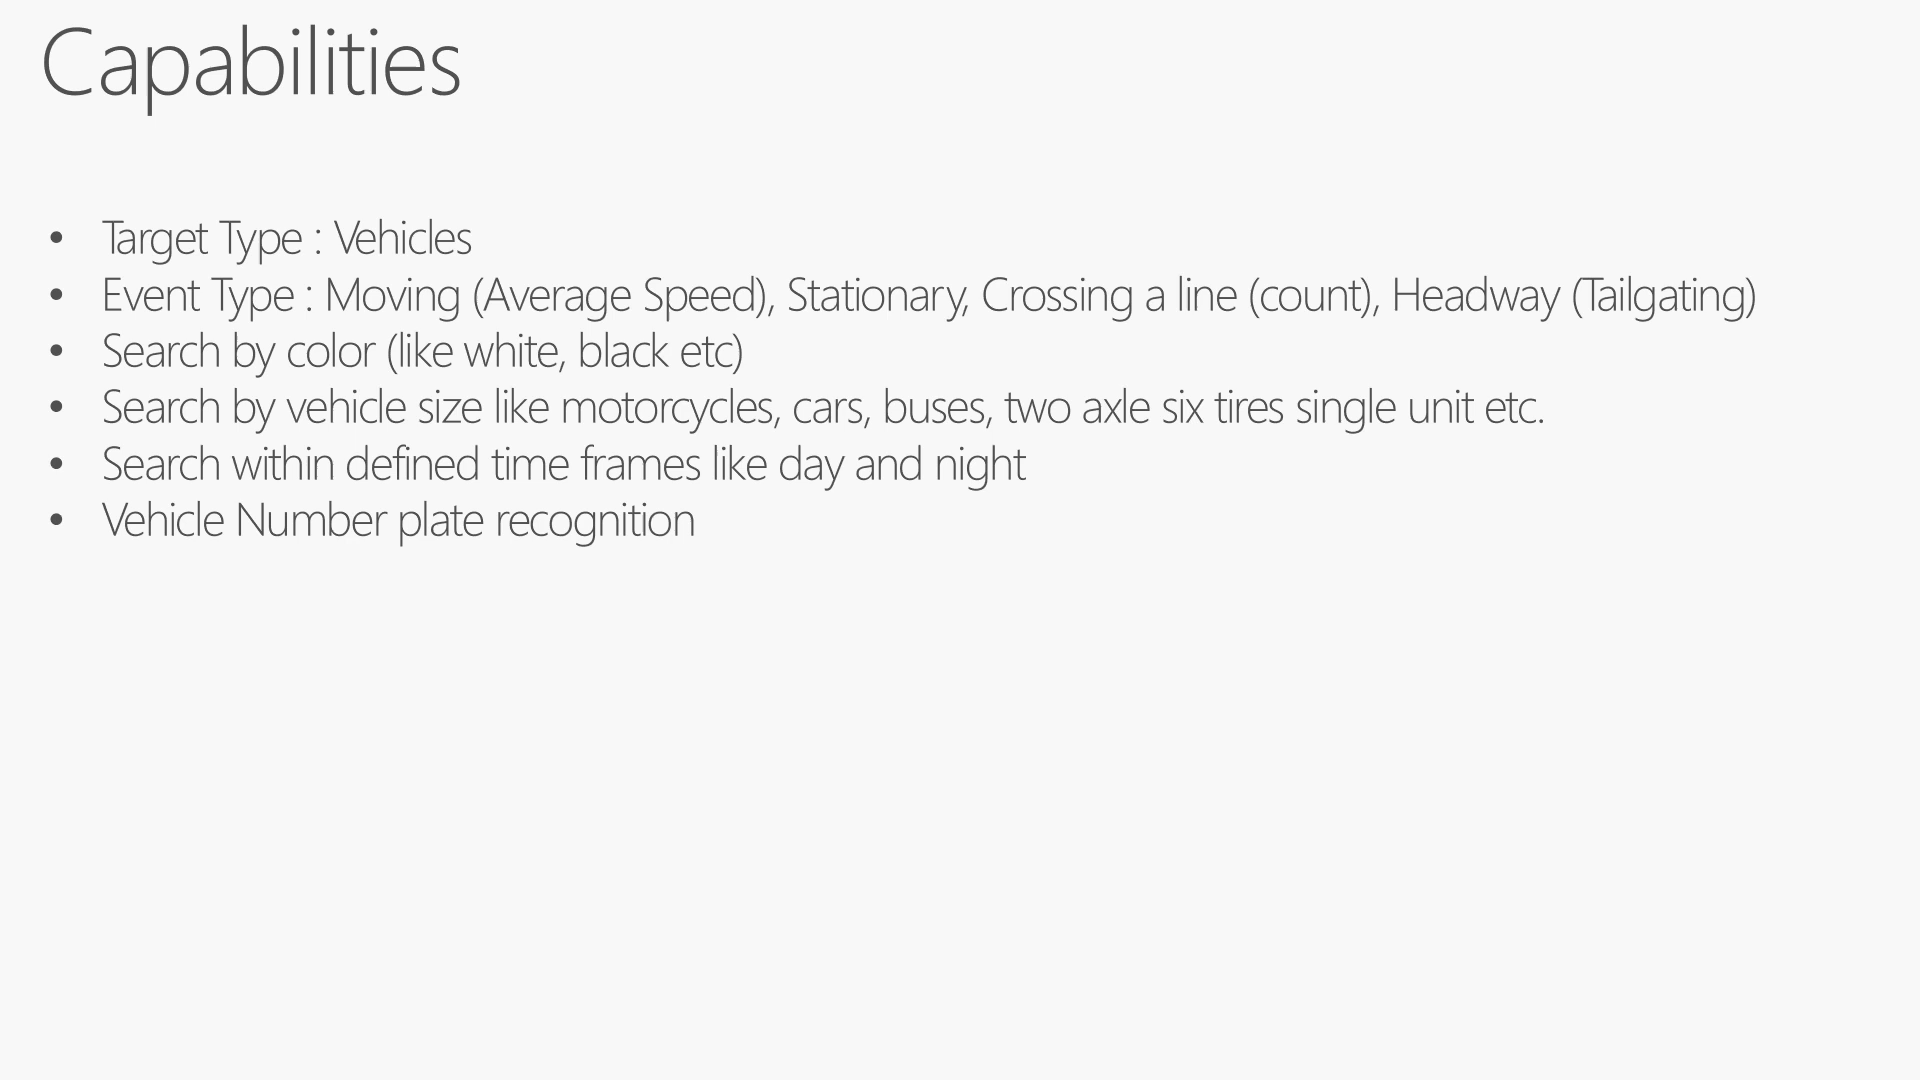 Capabilities
• Target Type : Vehicles
• Event Type : Moving (Average Speed), Stationary, Crossing a line (count), Headway (Tailgating)
• Search by color (like white, black etc)
• Search by vehicle size like motorcycles, cars, buses, two axle six tires single unit etc.
• Search within defined time frames like day and night
• Vehicle Number plate recognition